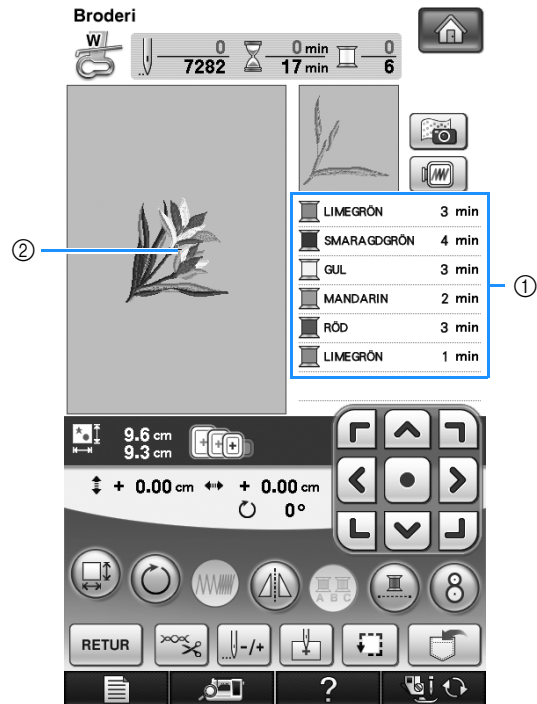 Broderi
W
0 0 min 0
7282 17 min 6
LIMEGRÖN 3 min
SMARAGDGRÖN 4 min
② GUL 3 min
①
MANDARIN 2 min
RÖD 3 min
LIMEGRÖN 1 min
9.6 cm
9.3 cm
+ 0.00 cm + 0.00 cm
0°
A B C
8
RETUR -/+
?